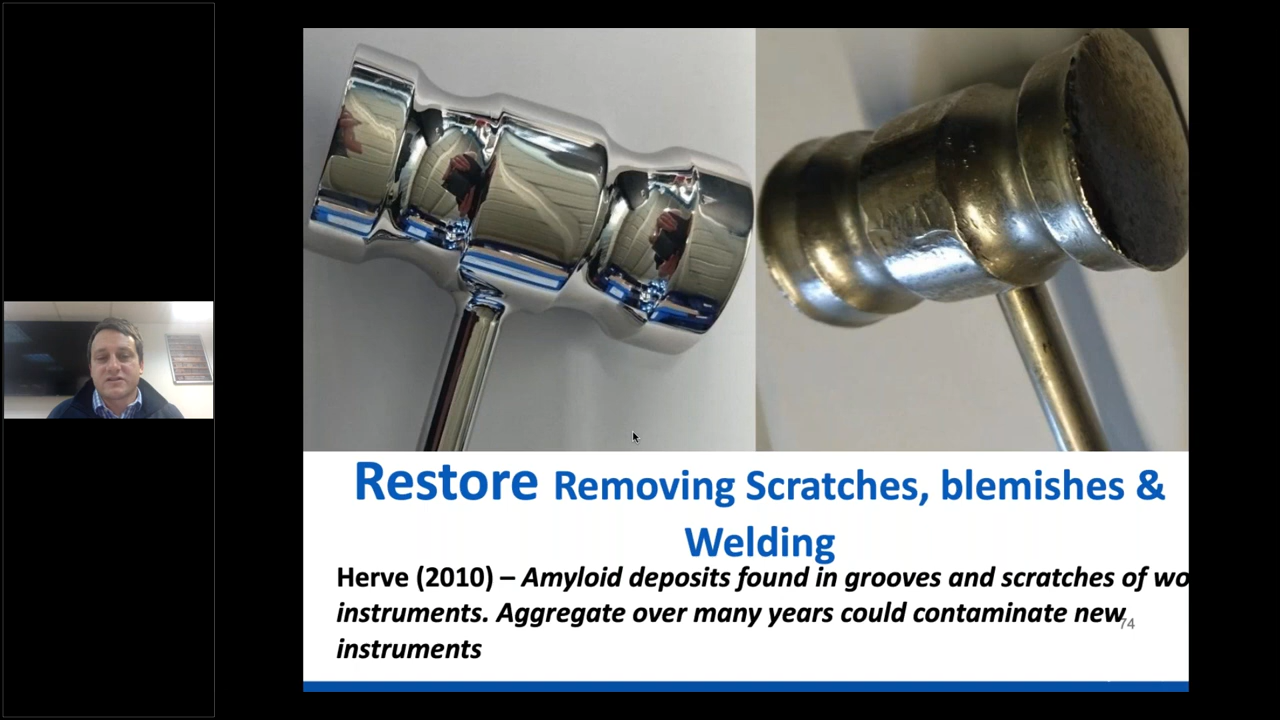 Restore Removing Scratches, blemishes &
Welding
Herve (2010) – Amyloid deposits found in grooves and scratches of wo
instruments. Aggregate over many years could contaminate new
74
instruments